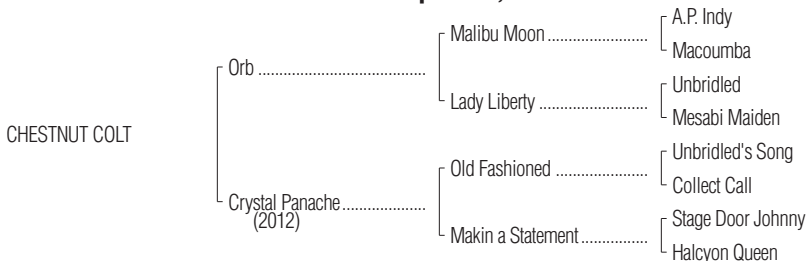 A.P. Indy
Malibu Moon ........................
Macoumba
Orb ........................................
Unbridled
Lady Liberty ..........................
Mesabi Maiden
CHESTNUT COLT
Unbridled's Song
Old Fashioned ......................
Collect Call
Crystal Panache ....................
(2012)
Stage Door Johnny
Makin a Statement ................
Halcyon Queen